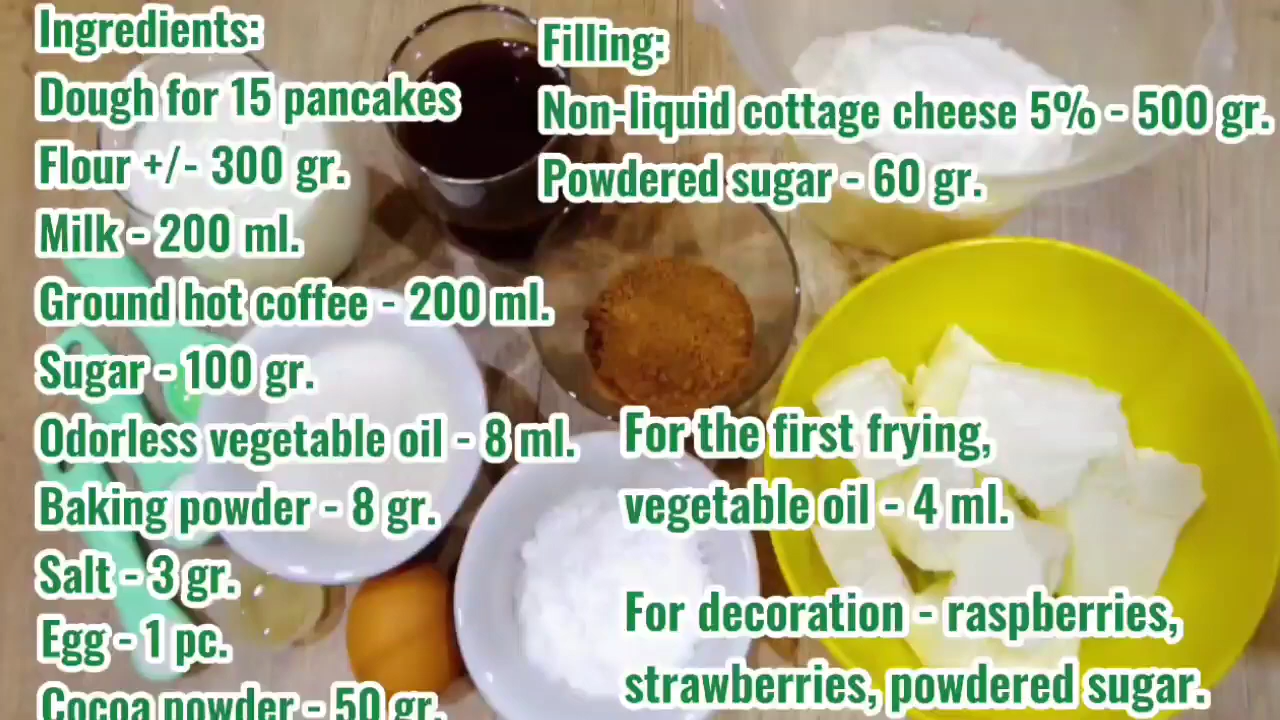 Ingredients:
Dough for 15 pancakes
Flour +/- 300 gr.
Milk - 200 ml.
Ground hot coffee - 200 ml.
Sugar - 100 gr.
Odorless vegetable oil - 8 ml.
Baking powder - 8 gr.
Salt - 3 gr.
Egg - 1 pc.
Cocoa powder - 50 gr.
Filling:
Non-liquid cottage cheese 5% - 500 gr.
Powdered sugar - 60 gr.
For the first frying,
vegetable oil - 4 ml.
For decoration - raspberries,
strawberries, powdered sugar.